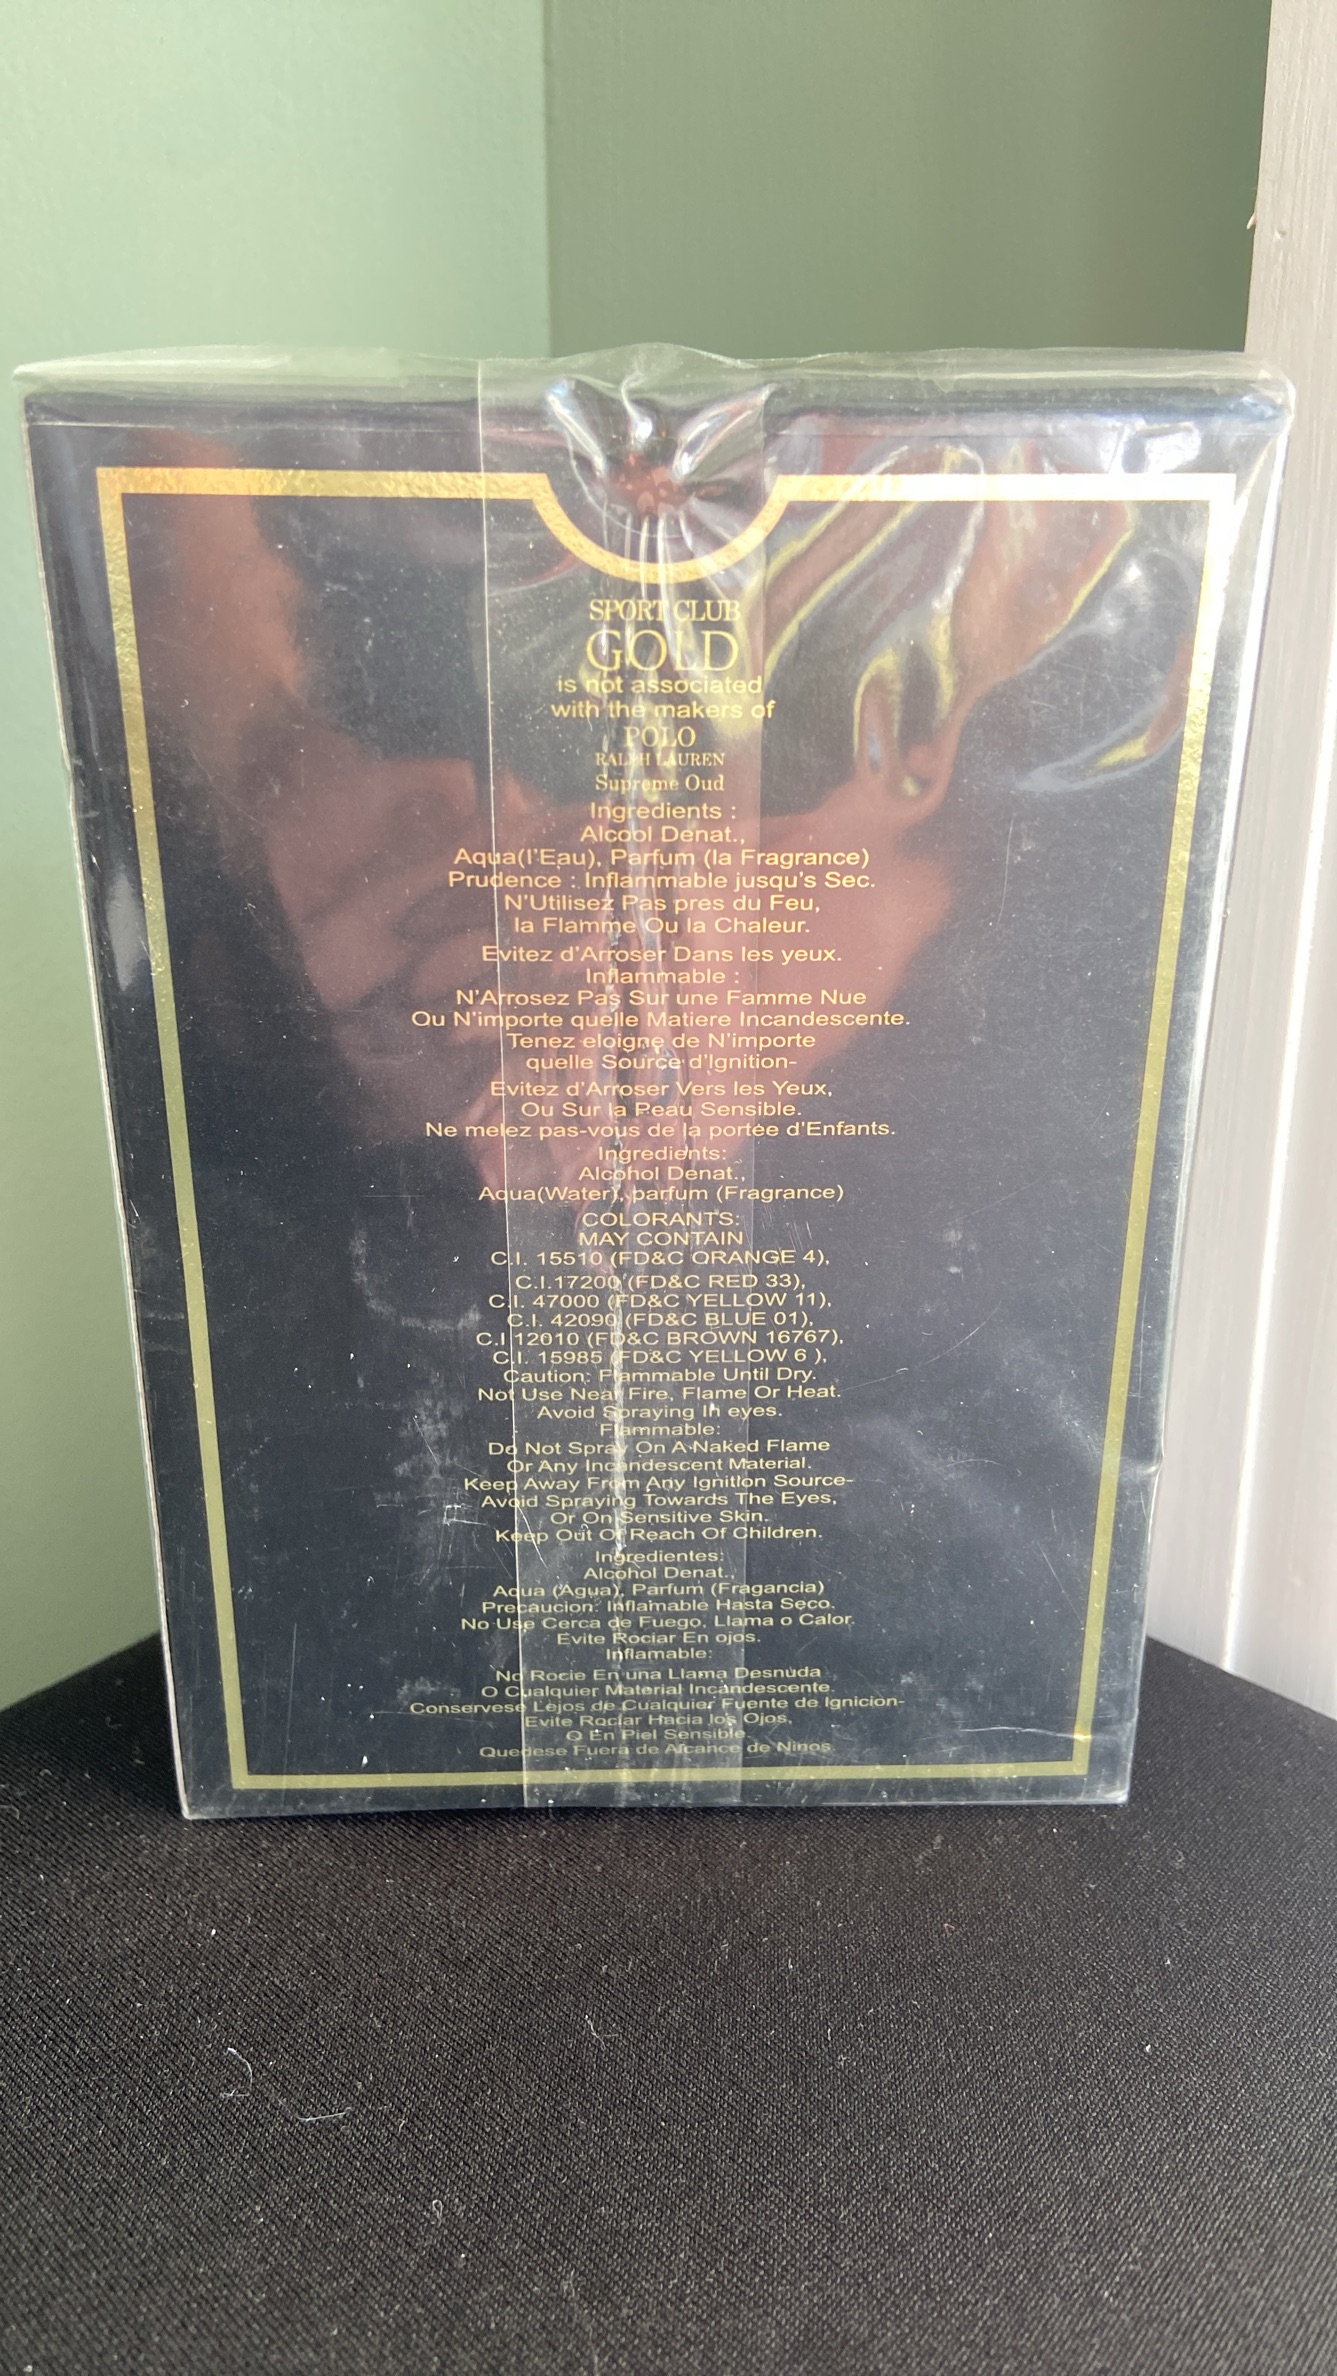 SPORT CLUB
GOLD
is not associated
with the makers of
POLO
RALPH LAUREN
Supreme Oud
Ingredients :
Alcool Denat.,
Aqua(l'Eau), Parfum (la Fragrance)
Prudence : Inflammable jusqu's Sec.
N'Utilisez Pas pres du Feu,
la Flamme Ou la Chaleur.
Evitez d'Arroser Dans les yeux.
Inflammable :
N'Arrosez Pas Sur une Famme Nue
Ou N'importe quelle Matiere Incandescente.
Tenez eloigne de N'importe
quelle Source d'Ignition-
Evitez d'Arroser Vers les Yeux,
Ou Sur la Peau Sensible.
Ne melez pas-vous de la portée d'Enfants.
Ingredients:
Alcohol Denat.,
Aqua(Water), parfum (Fragrance)
COLORANTS:
MAY CONTAIN
C.I. 15510 (FD&C ORANGE 4),
C.I.17200 (FD&C RED 33),
C.I. 47000 (FD&C YELLOW 11),
C.I. 42090 (FD&C BLUE 01),
C.I 12010 (FD&C BROWN 16767),
C.I. 15985 (FD&C YELLOW 6 ),
Caution: Flammable Until Dry.
Not Use Near Fire, Flame Or Heat.
Avoid Spraying In eyes.
Flammable:
Do Not Spray On A Naked Flame
Or Any Incandescent Material.
Keep Away From Any Ignition Source-
Avoid Spraying Towards The Eyes,
Or On Sensitive Skin.
Keep Out Of Reach Of Children.
Ingredientes:
Alcohol Denat.,
Aqua (Agua), Parfum (Fragancia)
Precaucion: Inflamable Hasta Seco.
No Use Cerca de Fuego, Llama o Calor.
Evite Rociar En ojos.
Inflamable:
No Rocie En una Llama Desnuda
O Cualquier Material Incandescente.
Conservese Lejos de Cualquier Fuente de Ignicion-
Evite Rociar Hacia los Ojos,
O En Piel Sensible.
Quedese Fuera de Alcance de Ninos.